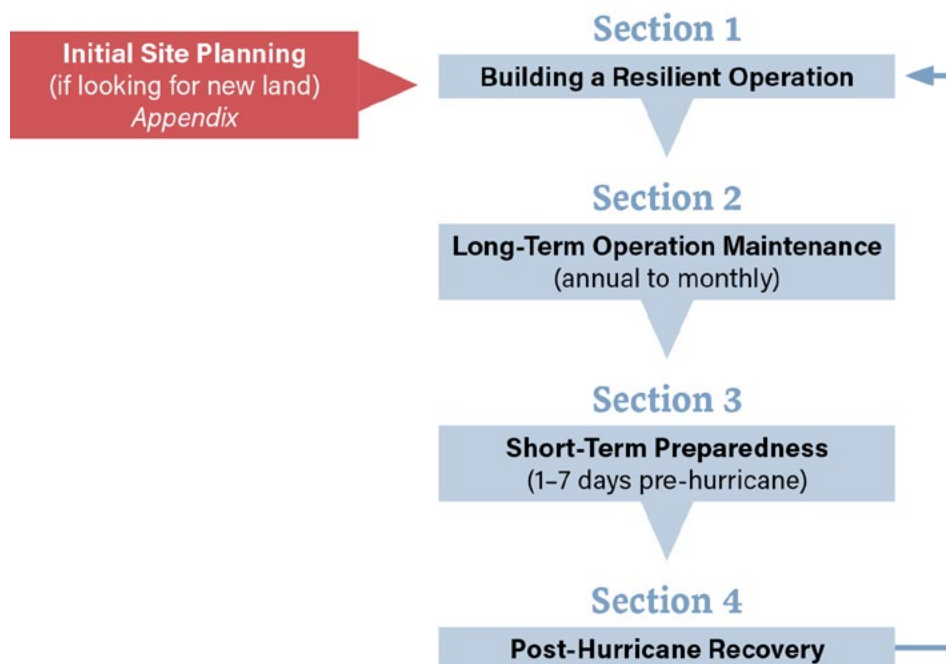 Initial Site Planning
(if looking for new land)
Appendix
Section 1
Building a Resilient Operation
Section 2
Long-Term Operation Maintenance
(annual to monthly)
Section 3
Short-Term Preparedness
(1–7 days pre-hurricane)
Section 4
Post-Hurricane Recovery